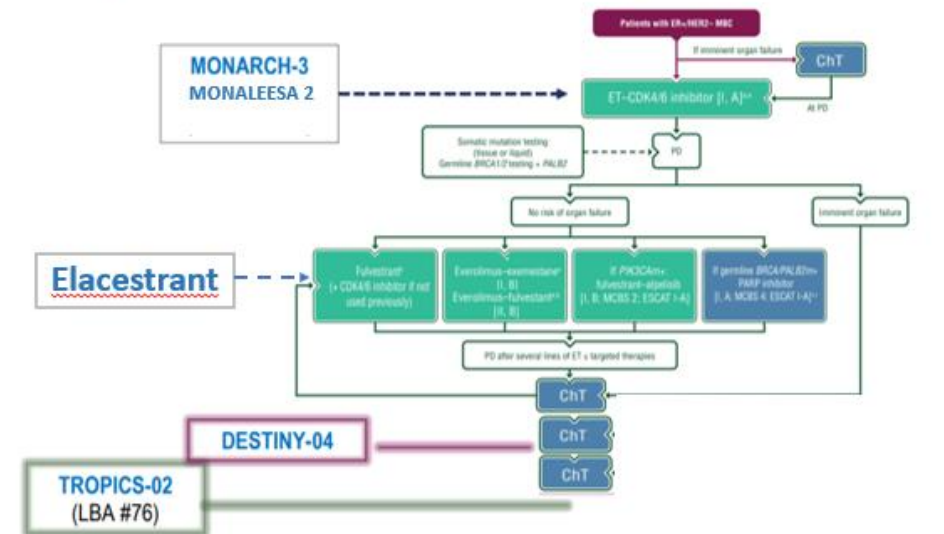 Patients with ER+/HER2– MBC
If imminent organ failure
ChT
MONARCH-3
MONALEESA 2
ET–CDK4/6 inhibitor [I, A]
At PD
Somatic mutation testing
(tissue or liquid)
Germline BRCA1/2 testing + PALB2
PD
No risk of organ failure
Imminent organ failure
Elacestrant
Fulvestrant
(+ CDK4/6 inhibitor if not
used previously)
Everolimus–exemestane
[I, B]
Everolimus–fulvestrant
[II, B]
If PIK3CAm+:
fulvestrant–alpelisib
[I, B; MCBS 2; ESCAT I-A]
If germline BRCA/PALB2m+
PARP inhibitor
[I, A; MCBS 4; ESCAT I-A]
PD after several lines of ET ± targeted therapies
ChT
DESTINY-04
ChT
ChT
TROPICS-02
(LBA #76)